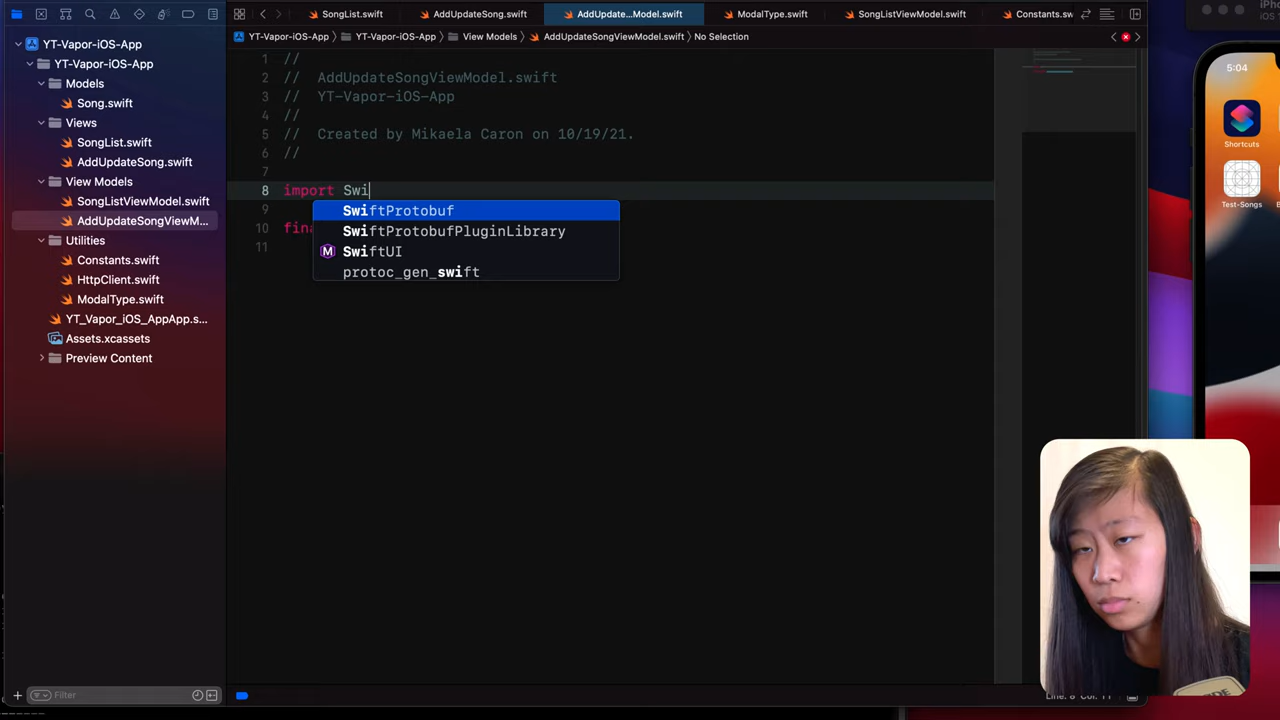 SongList.swift
AddUpdateSong.swift
AddUpdate...Model.swift
ModalType.swift
SongListViewModel.swift
Constants.sw
YT-Vapor-iOS-App
YT-Vapor-iOS-App
View Models
AddUpdateSongViewModel.swift
No Selection
YT-Vapor-iOS-App
YT-Vapor-iOS-App
Models
Song.swift
Views
SongList.swift
AddUpdateSong.swift
View Models
SongListViewModel.swift
AddUpdateSongViewM...
Utilities
Constants.swift
HttpClient.swift
ModalType.swift
YT_Vapor_iOS_AppApp.s...
Assets.xcassets
Preview Content
Filter
1 //
2 // AddUpdateSongViewModel.swift
3 // YT-Vapor-iOS-App
4 //
5 // Created by Mikaela Caron on 10/19/21.
6 //
7
8 import Swi
9
10 fina
11
SwiftProtobuf
SwiftProtobufPluginLibrary
M SwiftUI
protoc_gen_swift
iPho
iOS
5:04
Shortcuts
Test-Songs